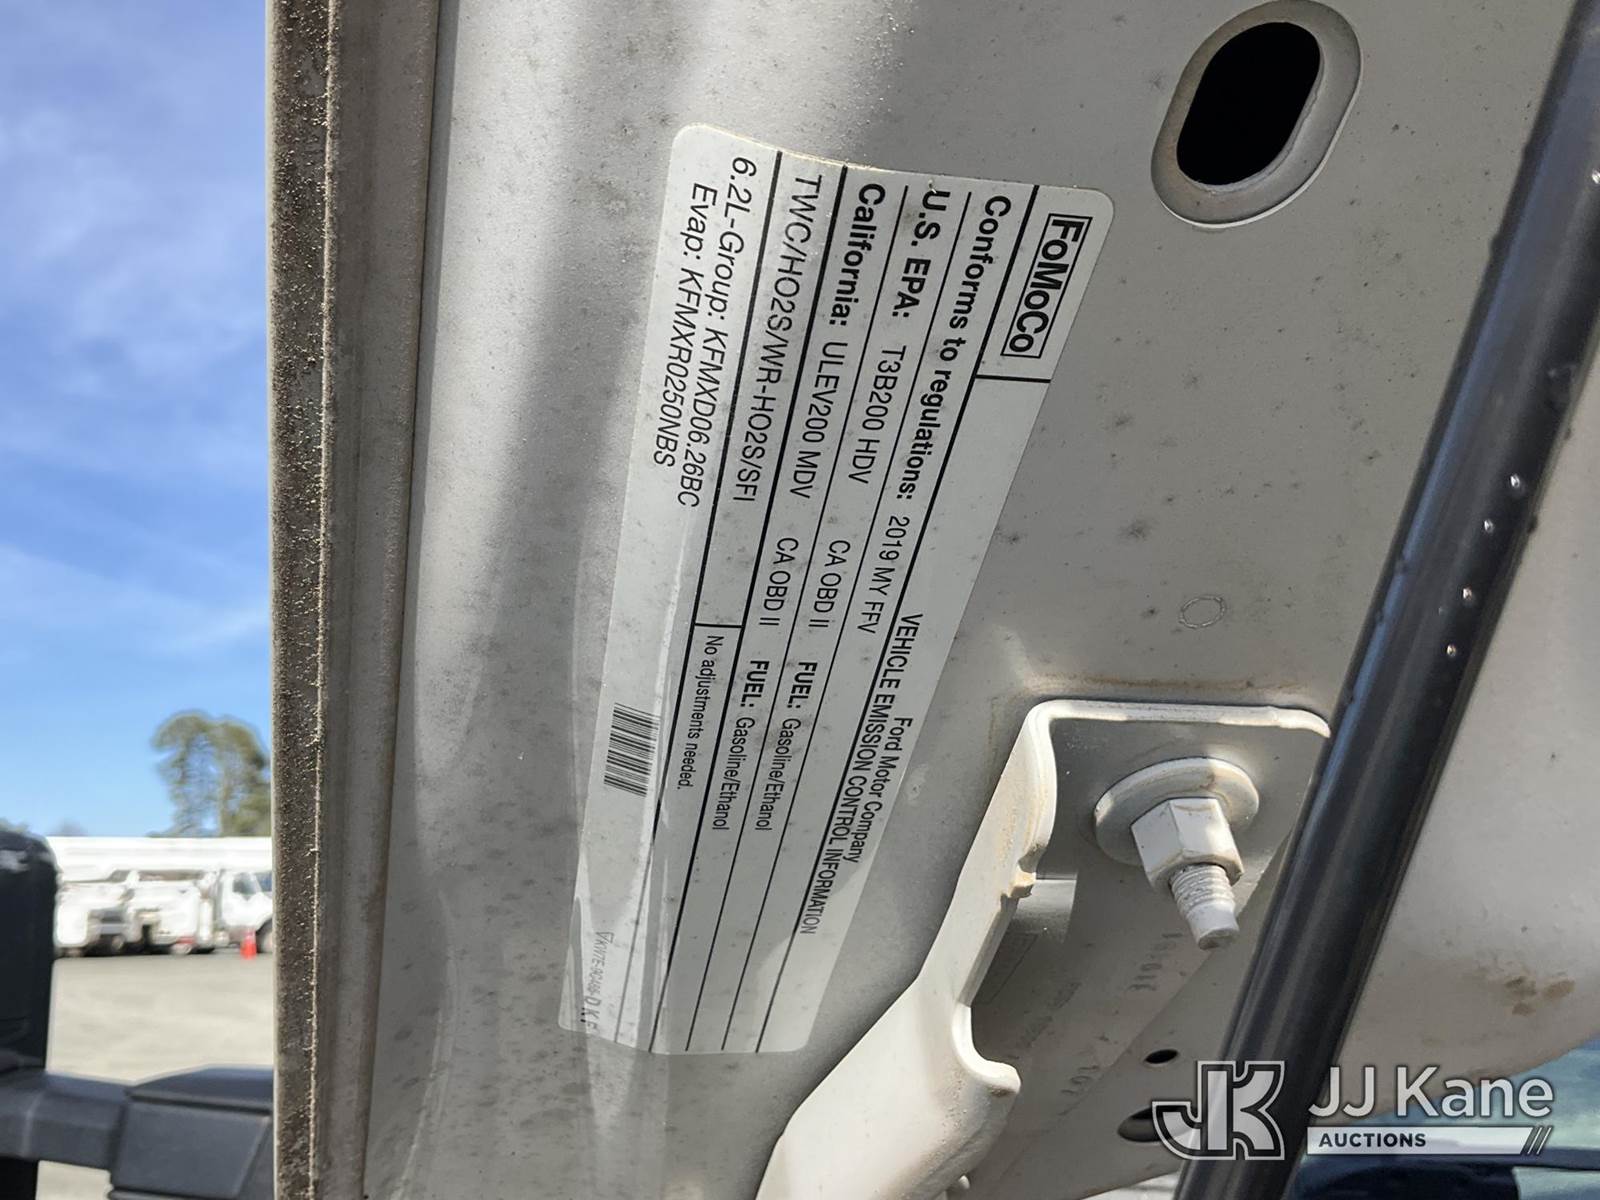 FoMoCo
Ford Motor Company
VEHICLE EMISSION CONTROL INFORMATION
Conforms to regulations: 2019 MY FFV
U.S. EPA: T3B200 HDV CA OBD II FUEL: Gasoline/Ethanol
California: ULEV200 MDV CA OBD II FUEL: Gasoline/Ethanol
TWC/HO2S/WR-HO2S/SFI No adjustments needed.
6.2L-Group: KFMXD06.26BC
Evap: KFMXR0250NBS
JK JJ Kane
AUCTIONS